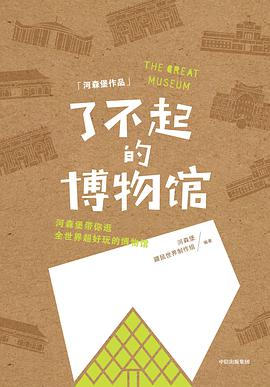 「河森堡作品」
THE GREAT
MUSEUM
了不起
的
博物馆
河森堡带你逛
全世界超好玩的博物馆
河森堡
鼹鼠世界制作组
编著
中信出版集团